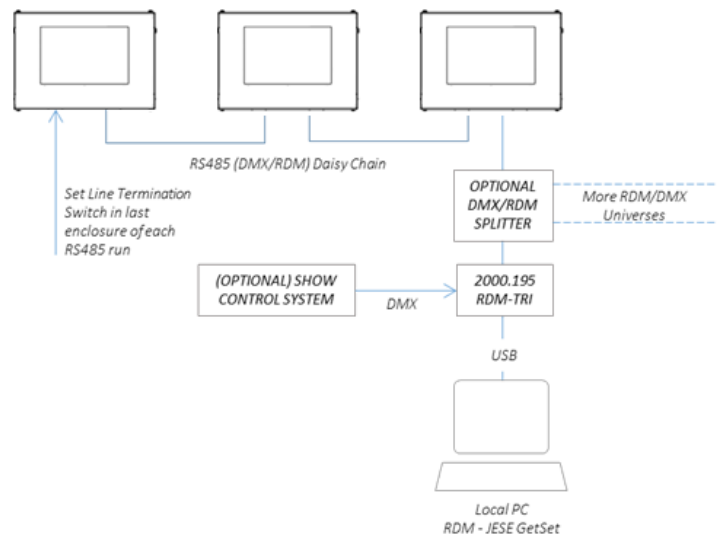 RS485 (DMX/RDM) Daisy Chain
Set Line Termination
Switch in last
enclosure of each
RS485 run
OPTIONAL
DMX/RDM
SPLITTER
More RDM/DMX
Universes
(OPTIONAL) SHOW
CONTROL SYSTEM
DMX
2000.195
RDM-TRI
USB
Local PC
RDM - JESE GetSet